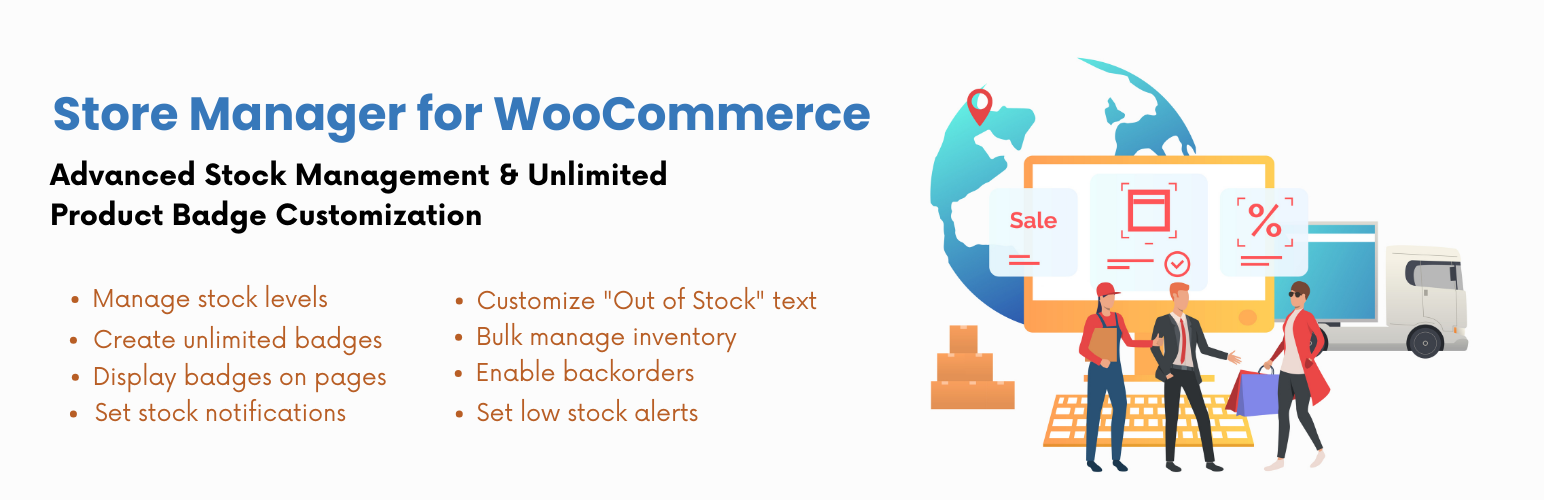 Store Manager for WooCommerce
Advanced Stock Management & Unlimited
Product Badge Customization
• Manage stock levels
• Create unlimited badges
• Display badges on pages
• Set stock notifications
• Customize "Out of Stock" text
• Bulk manage inventory
• Enable backorders
• Set low stock alerts
Sale
%